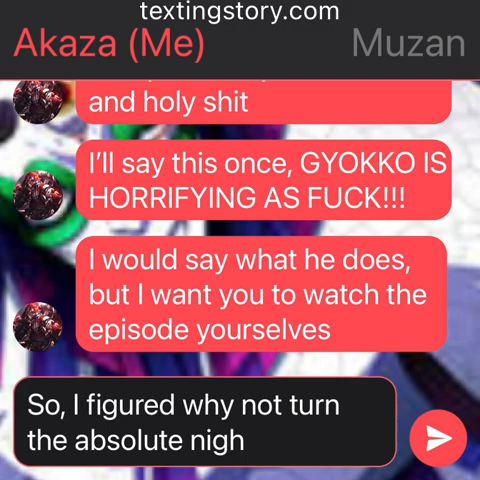 textingstory.com
Akaza (Me) Muzan
and holy shit
I'll say this once, GYOKKO IS
HORRIFYING AS FUCK!!!
I would say what he does,
but I want you to watch the
episode yourselves
So, I figured why not turn
the absolute nigh